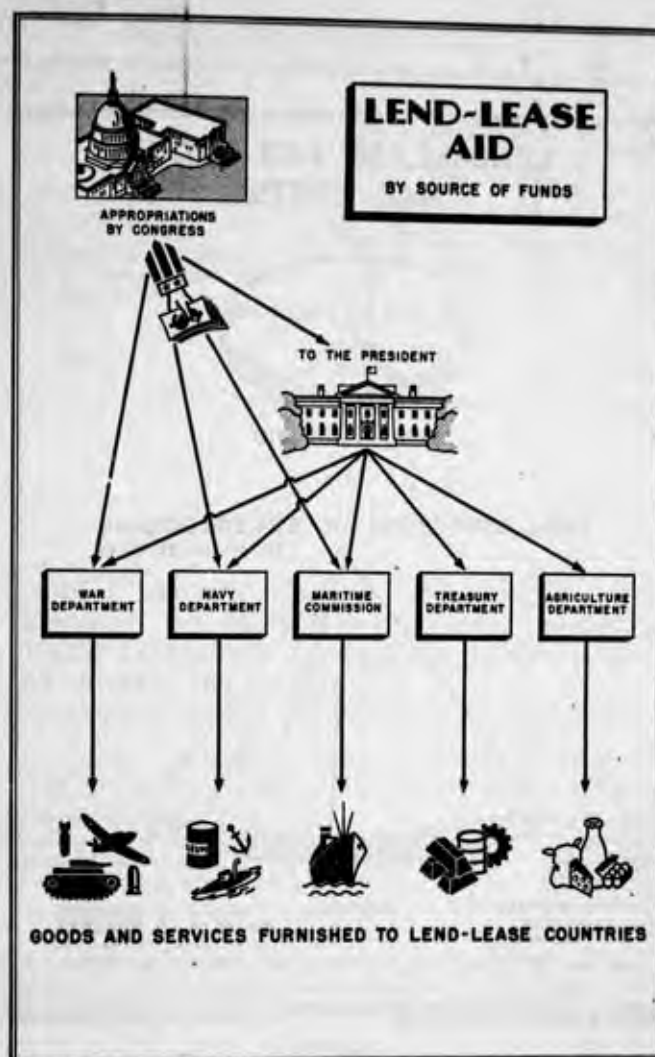 LEND-LEASE
AID
BY SOURCE OF FUNDS
APPROPRIATIONS
BY CONGRESS
TO THE PRESIDENT
WAR
DEPARTMENT
NAVY
DEPARTMENT
MARITIME
COMMISSION
TREASURY
DEPARTMENT
AGRICULTURE
DEPARTMENT
GOODS AND SERVICES FURNISHED TO LEND-LEASE COUNTRIES